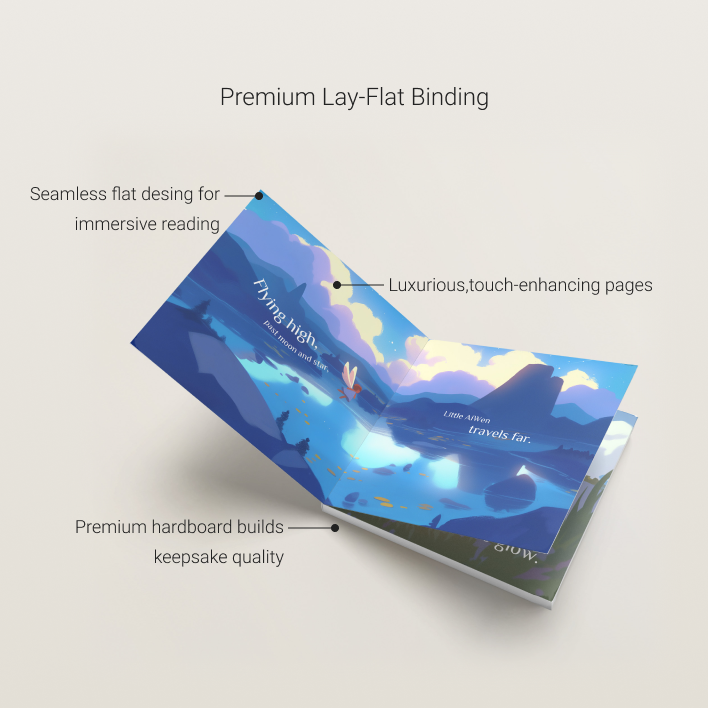 Premium Lay-Flat Binding
Seamless flat desing for
immersive reading
Luxurious,touch-enhancing pages
Flying high,
past moon and star,
Little AiWen
travels far.
glow.
Premium hardboard builds
keepsake quality